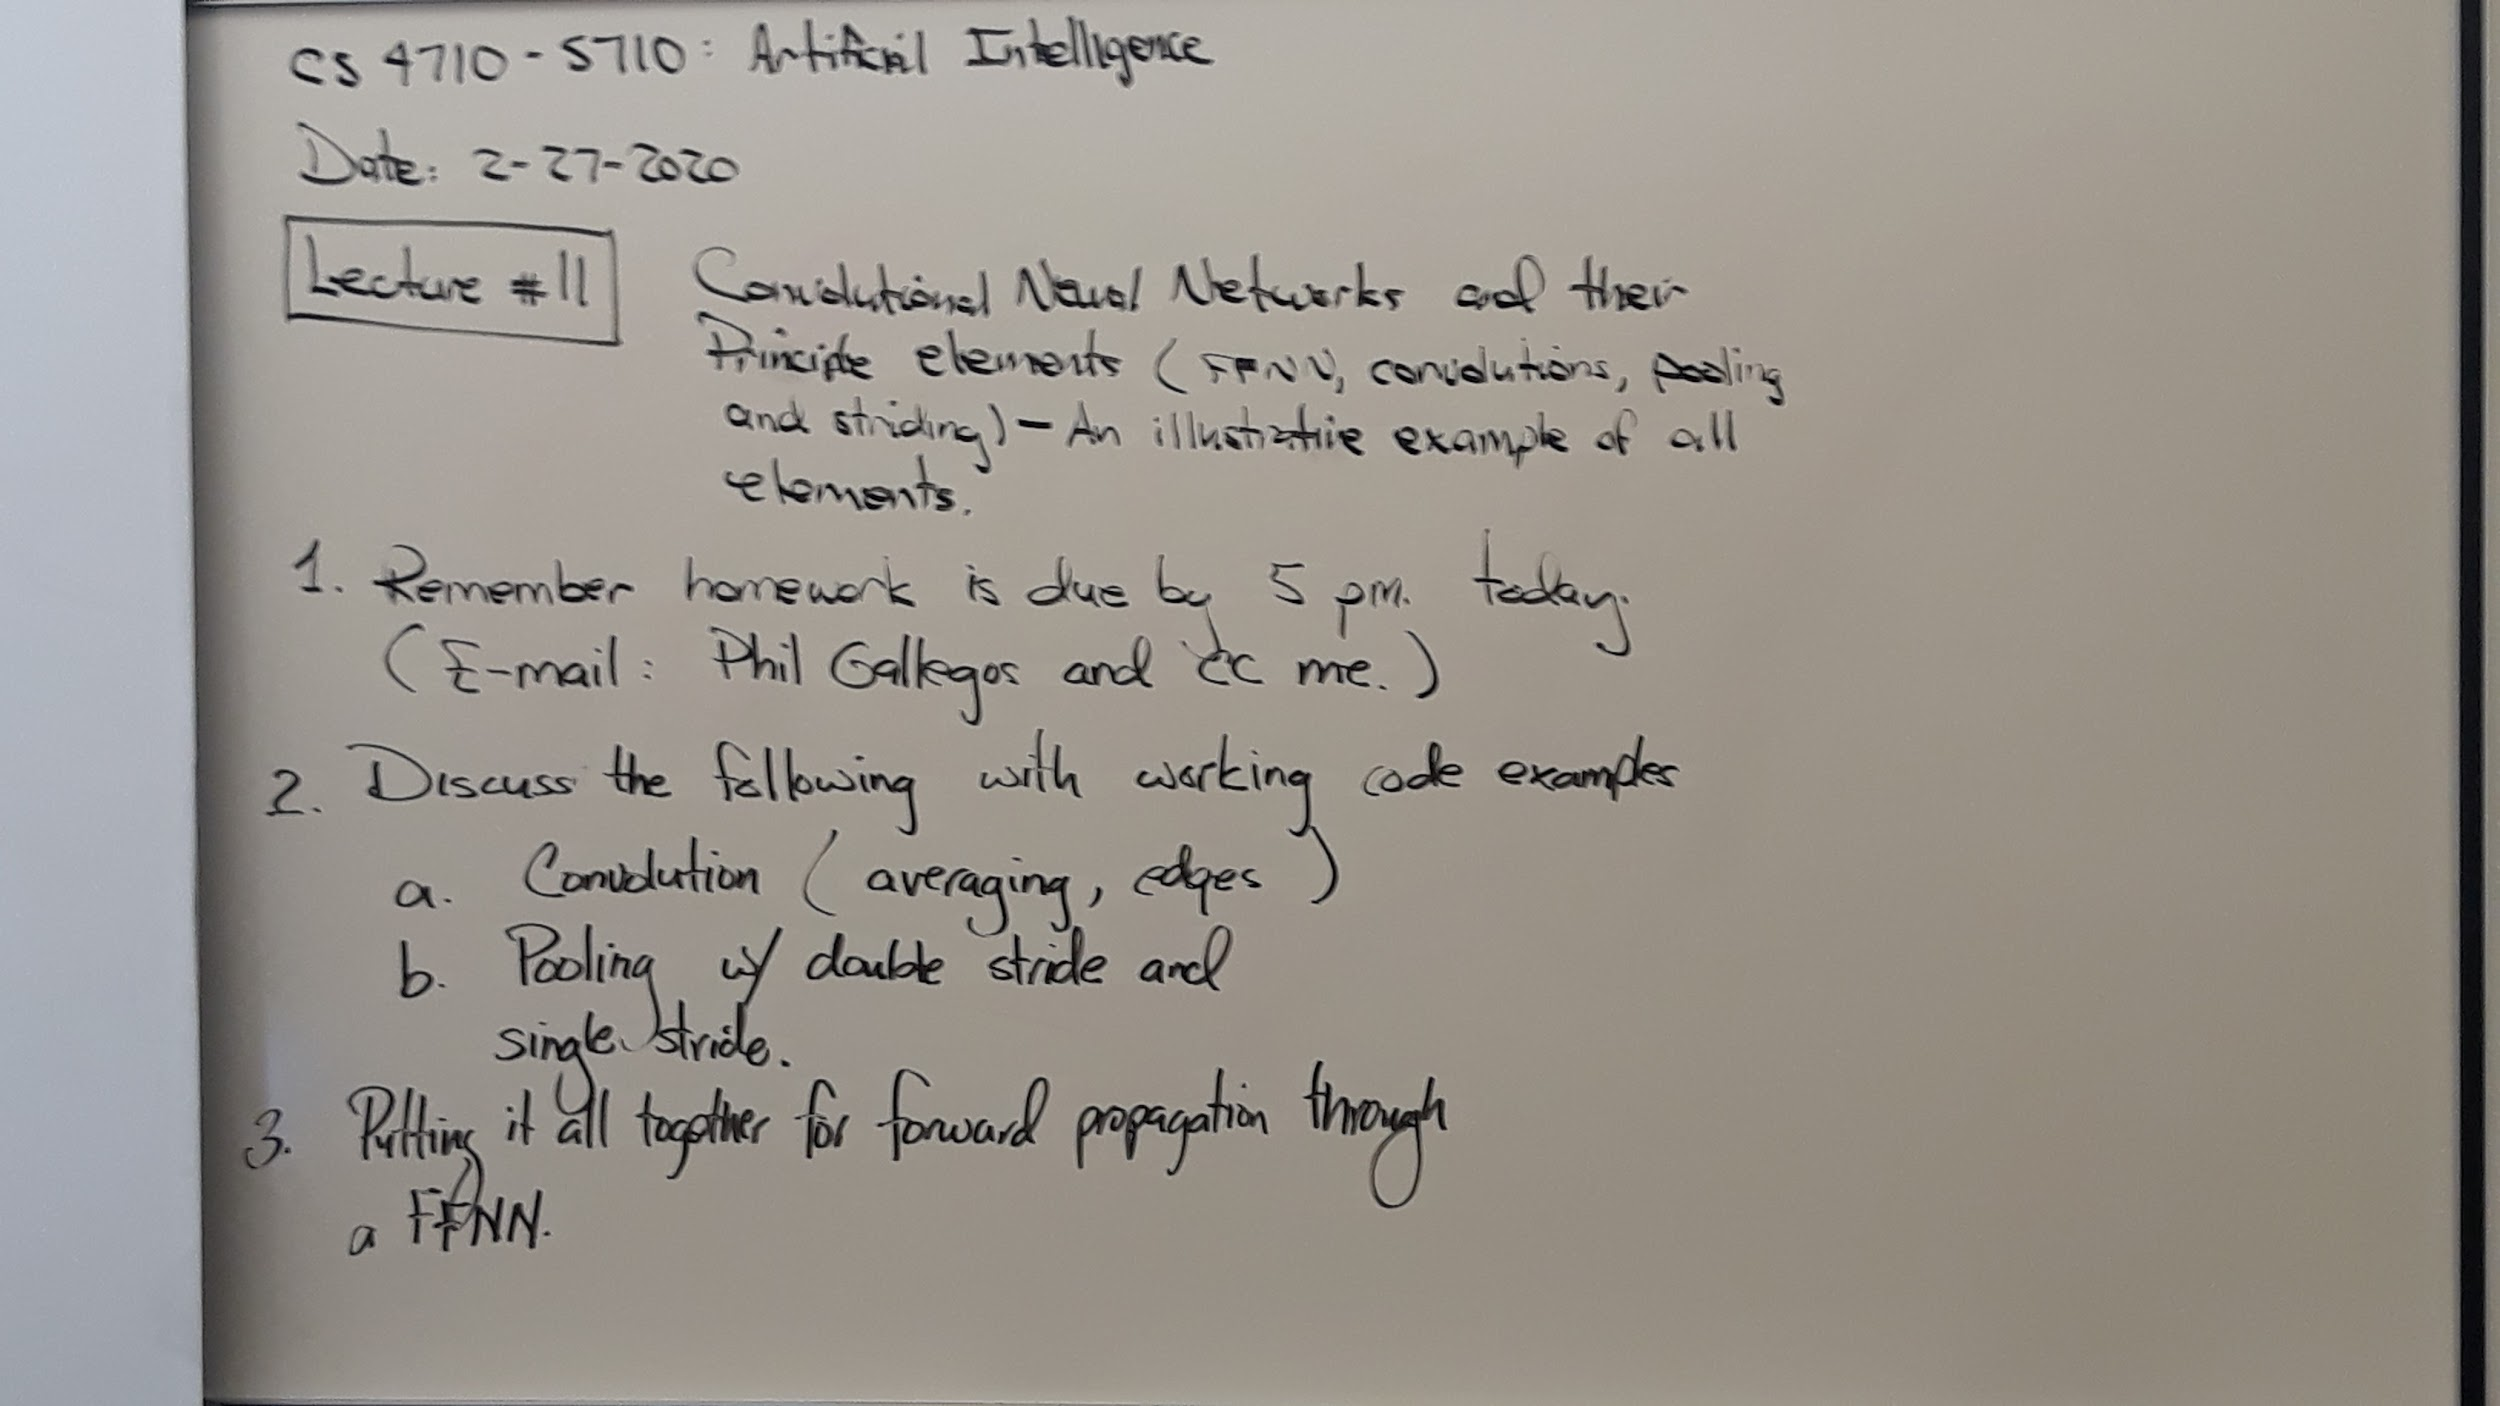 CS 4710 - 5710: Artificial Intelligence
Date: 2-27-2020
Lecture #11
Convolutional Neural Networks and their
Principle elements (FFNN, convolutions, pooling
and striding) - An illustrative example of all
elements.
1. Remember homework is due by 5 pm. today.
(E-mail: Phil Gallegos and cc me.)
2. Discuss the following with working code examples
a. Convolution (averaging, edges)
b. Pooling w/ double stride and
single stride.
3. Putting it all together for forward propagation through
a FFNN.